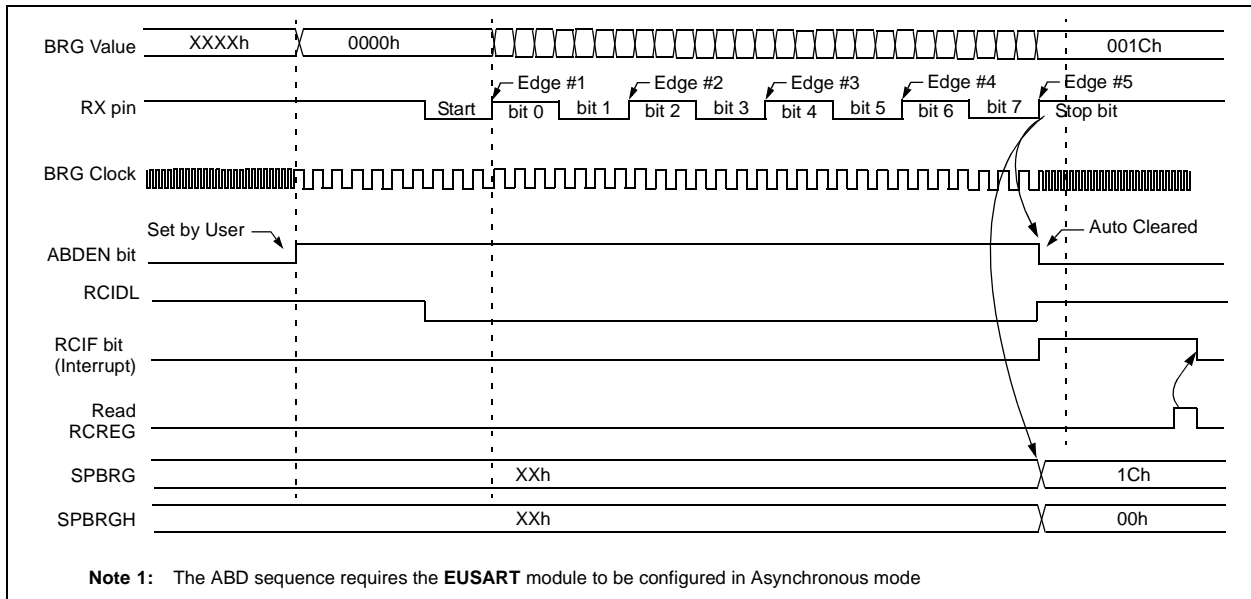 BRG Value XXXXh 0000h 001Ch
Edge #1 Edge #2 Edge #3 Edge #4 Edge #5
RX pin Start bit 0 bit 1 bit 2 bit 3 bit 4 bit 5 bit 6 bit 7 Stop bit
BRG Clock
Set by User Auto Cleared
ABDEN bit
RCIDL
RCIF bit
(Interrupt)
Read
RCREG
SPBRG XXh 1Ch
SPBRGH XXh 00h
Note 1: The ABD sequence requires the EUSART module to be configured in Asynchronous mode